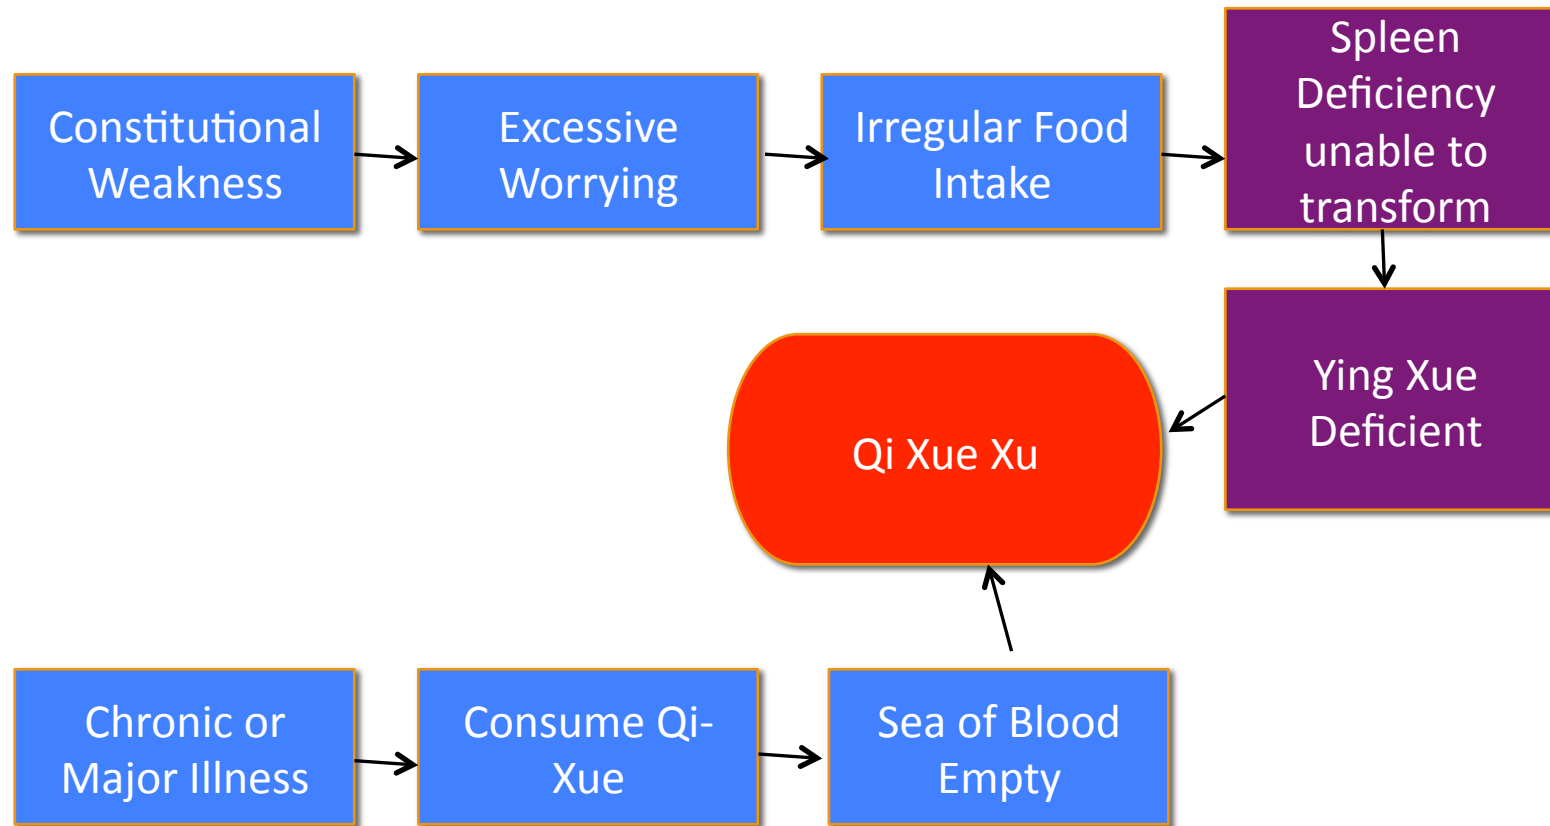 Constitutional
Weakness
Excessive
Worrying
Irregular Food
Intake
Spleen
Deficiency
unable to
transform
Ying Xue
Deficient
Qi Xue Xu
Chronic or
Major Illness
Consume Qi-
Xue
Sea of Blood
Empty